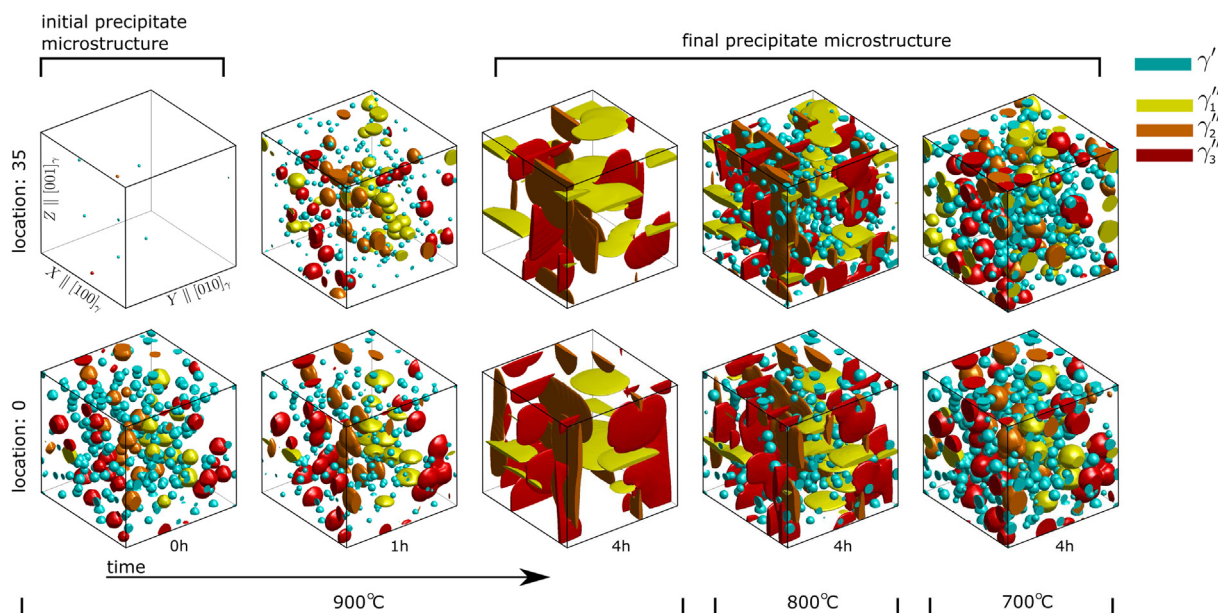 initial precipitate
microstructure
final precipitate microstructure
γ′
γ″₁
γ″₂
γ″₃
location: 35
Z ∥ [001]γ
X ∥ [100]γ
Y ∥ [010]γ
location: 0
0h
1h
4h
4h
4h
time
900℃
800℃
700℃